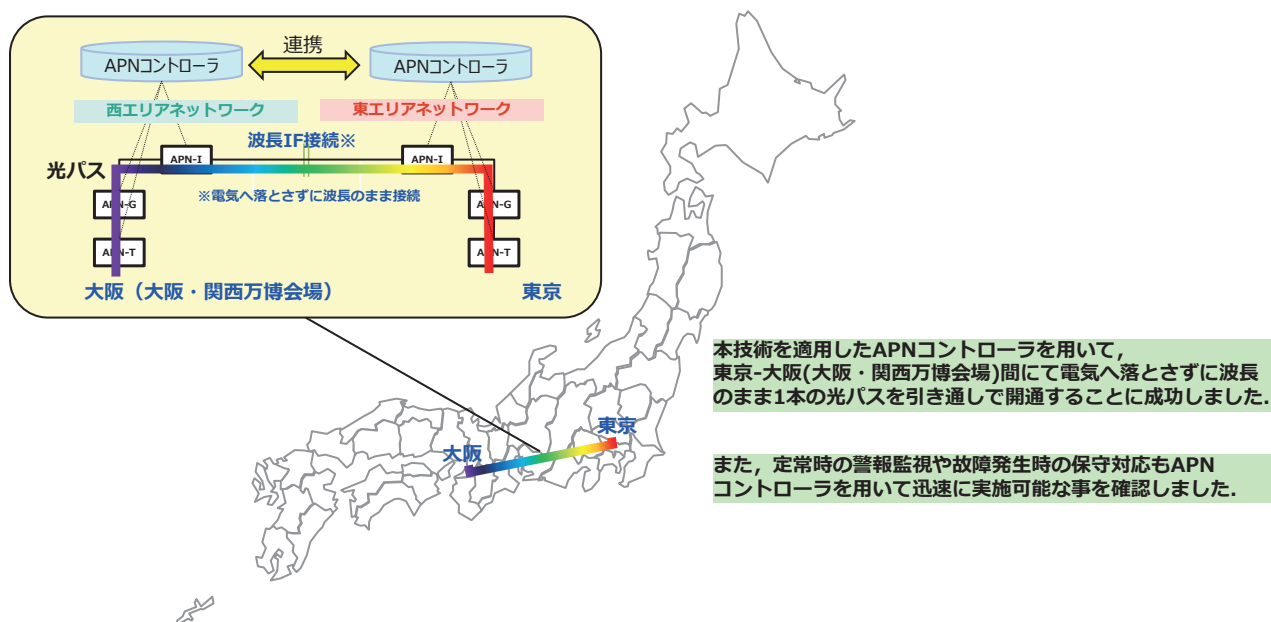 連携
APNコントローラ
APNコントローラ
西エリアネットワーク
東エリアネットワーク
波長IF接続※
APN-I
APN-I
光パス
※電気へ落とさずに波長のまま接続
APN-G
APN-G
APN-T
APN-T
大阪（大阪・関西万博会場）
東京
本技術を適用したAPNコントローラを用いて，
東京-大阪(大阪・関西万博会場)間にて電気へ落とさずに波長
のまま1本の光パスを引き通しで開通することに成功しました.
東京
大阪
また，定常時の警報監視や故障発生時の保守対応もAPN
コントローラを用いて迅速に実施可能な事を確認しました.